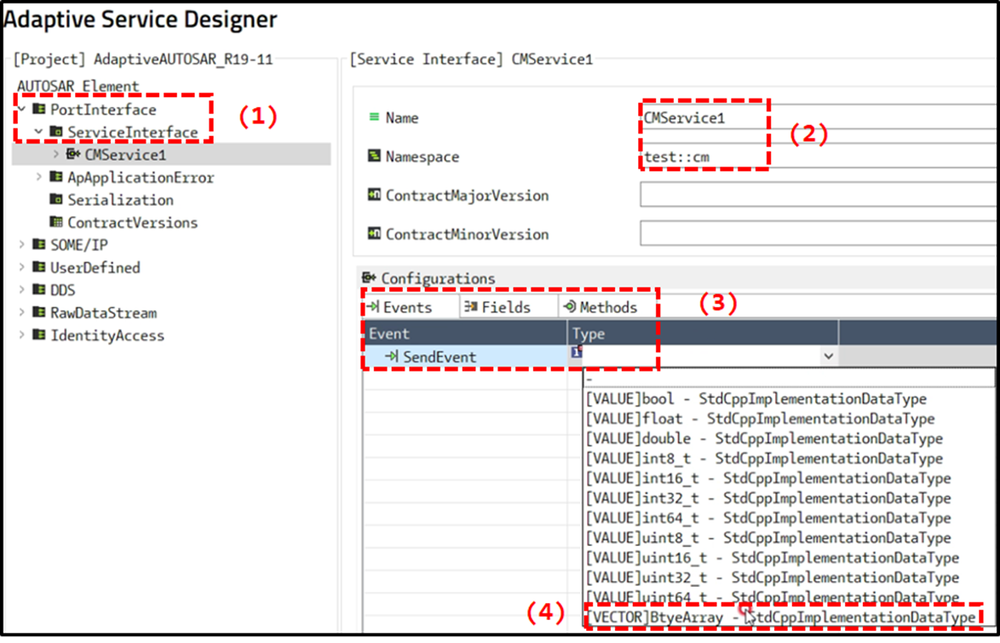 Adaptive Service Designer
[Project] AdaptiveAUTOSAR_R19-11
AUTOSAR Element
PortInterface
ServiceInterface
(1)
CMService1
ApApplicationError
Serialization
ContractVersions
SOME/IP
UserDefined
DDS
RawDataStream
IdentityAccess
[Service Interface] CMService1
Name CMService1
(2)
Namespace test::cm
ContractMajorVersion
ContractMinorVersion
Configurations
Events Fields Methods (3)
Event Type
SendEvent
-
[VALUE]bool - StdCppImplementationDataType
[VALUE]float - StdCppImplementationDataType
[VALUE]double - StdCppImplementationDataType
[VALUE]int8_t - StdCppImplementationDataType
[VALUE]int16_t - StdCppImplementationDataType
[VALUE]int32_t - StdCppImplementationDataType
[VALUE]int64_t - StdCppImplementationDataType
[VALUE]uint8_t - StdCppImplementationDataType
[VALUE]uint16_t - StdCppImplementationDataType
[VALUE]uint32_t - StdCppImplementationDataType
[VALUE]uint64_t - StdCppImplementationDataType
(4) [VECTOR]BtyeArray - StdCppImplementationDataType